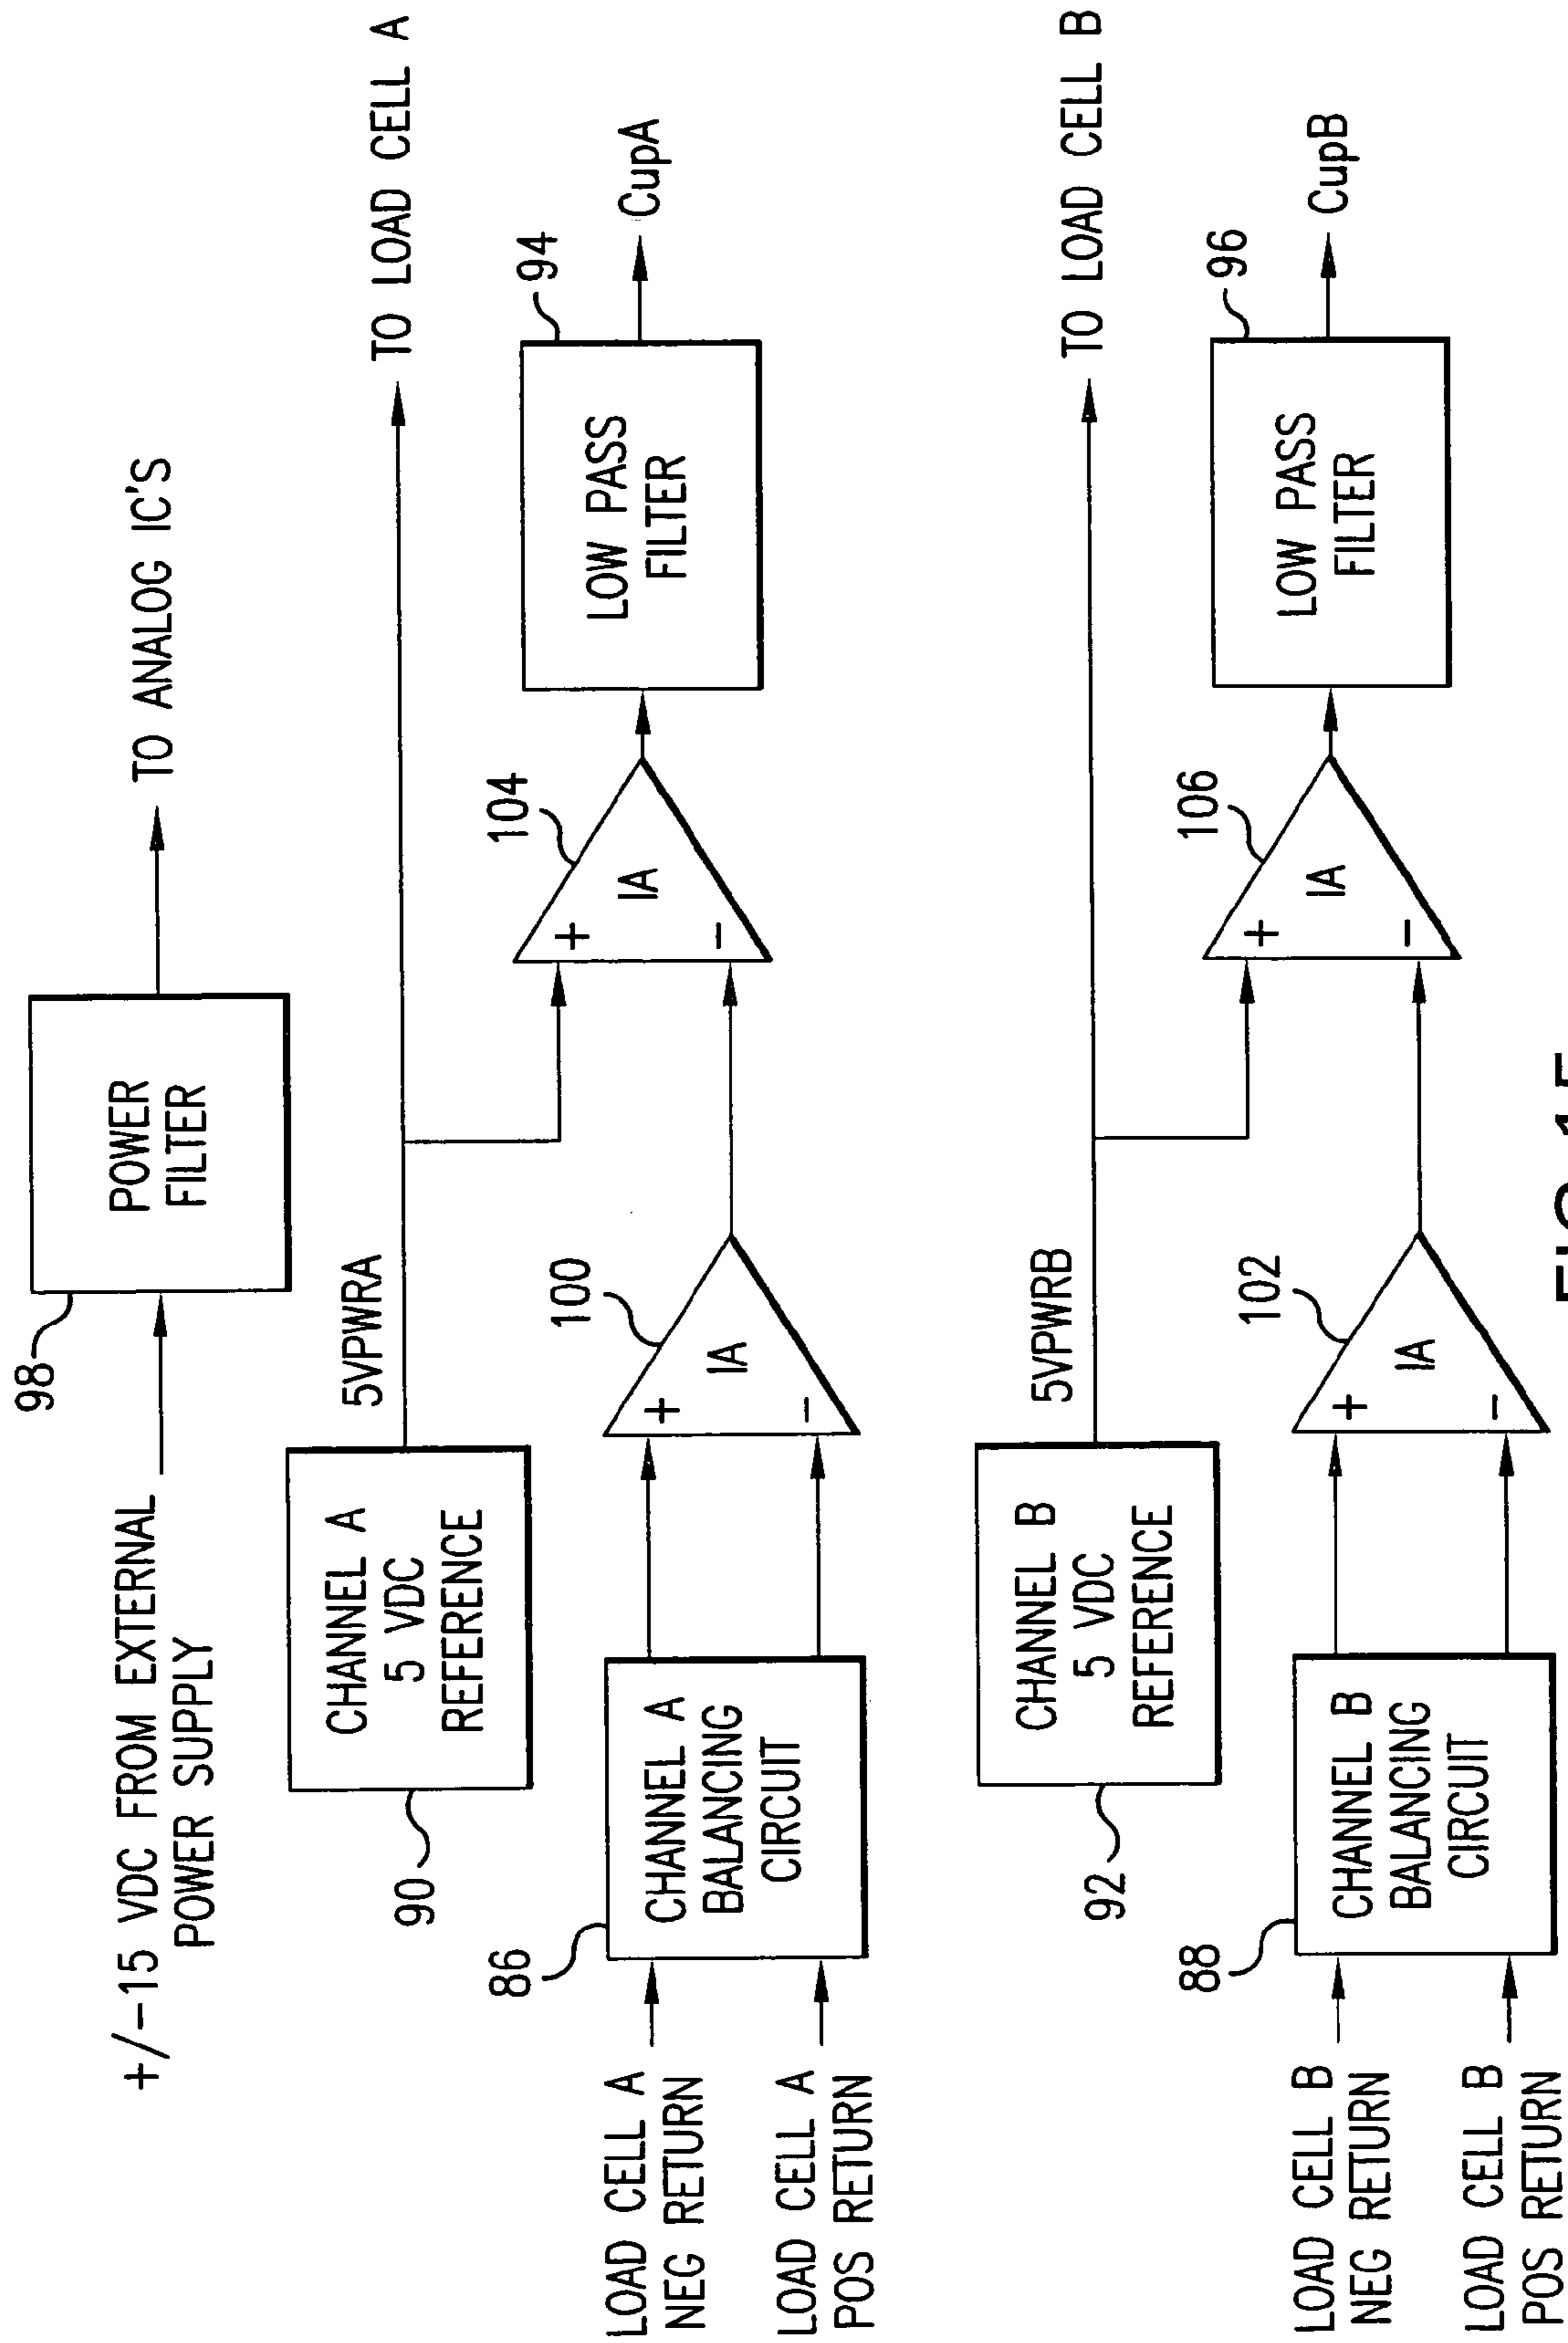 +/-15 VDC FROM EXTERNAL
POWER SUPPLY
98
POWER
FILTER
TO ANALOG IC'S
90
CHANNEL A
5 VDC
REFERENCE
5VPWRA
TO LOAD CELL A
LOAD CELL A
NEG RETURN
LOAD CELL A
POS RETURN
86
CHANNEL A
BALANCING
CIRCUIT
100
+
IA
-
104
+
IA
-
94
LOW PASS
FILTER
CupA
92
CHANNEL B
5 VDC
REFERENCE
5VPWRB
TO LOAD CELL B
LOAD CELL B
NEG RETURN
LOAD CELL B
POS RETURN
88
CHANNEL B
BALANCING
CIRCUIT
102
+
IA
-
106
+
IA
-
96
LOW PASS
FILTER
CupB